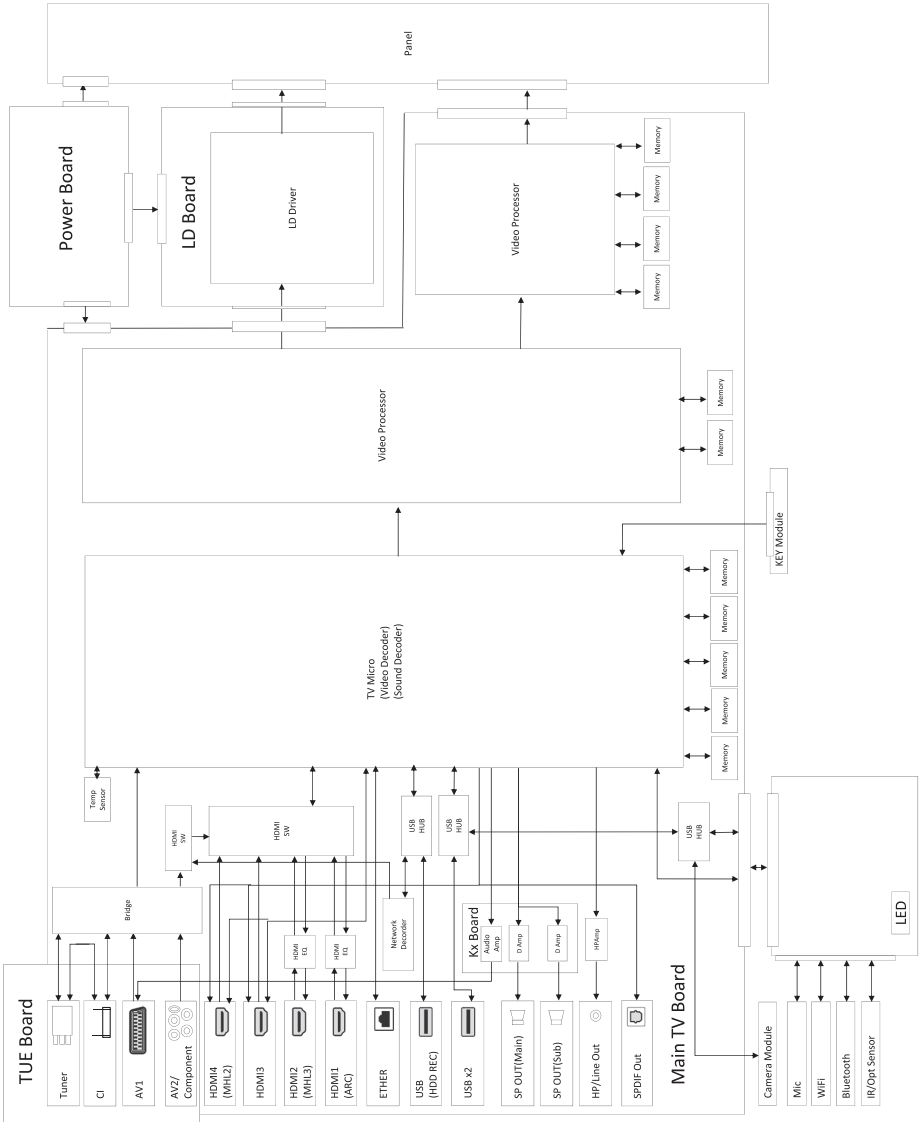 TUE Board
Tuner
CI
AV1
AV2/
Component
HDMI4
(MHL2)
HDMI3
HDMI2
(MHL3)
HDMI1
(ARC)
ETHER
USB
(HDD REC)
USB x2
SP OUT(Main)
SP OUT(Sub)
HP/Line Out
SPDIF Out
Main TV Board
Camera Module
Mic
WiFi
Bluetooth
IR/Opt Sensor
Bridge
HDMI
EQ
HDMI
EQ
Network
Decorder
Kx Board
Audio
Amp
D Amp
D Amp
HPAmp
LED
Temp
Sensor
HDMI
SW
HDMI
SW
USB
HUB
USB
HUB
USB
HUB
TV Micro
(Video Decoder)
(Sound Decoder)
Memory
Memory
Memory
Memory
Memory
KEY Module
Video Processor
Memory
Memory
Power Board
LD Board
LD Driver
Video Processor
Memory
Memory
Memory
Memory
Panel